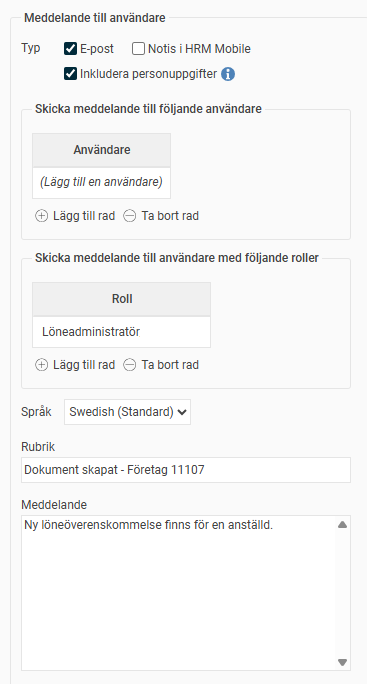 Meddelande till användare
Typ E-post Notis i HRM Mobile
Inkludera personuppgifter
Skicka meddelande till följande användare
Användare
(Lägg till en användare)
Lägg till rad Ta bort rad
Skicka meddelande till användare med följande roller
Roll
Löneadministratör
Lägg till rad Ta bort rad
Språk Swedish (Standard)
Rubrik
Dokument skapat - Företag 11107
Meddelande
Ny löneöverenskommelse finns för en anställd.